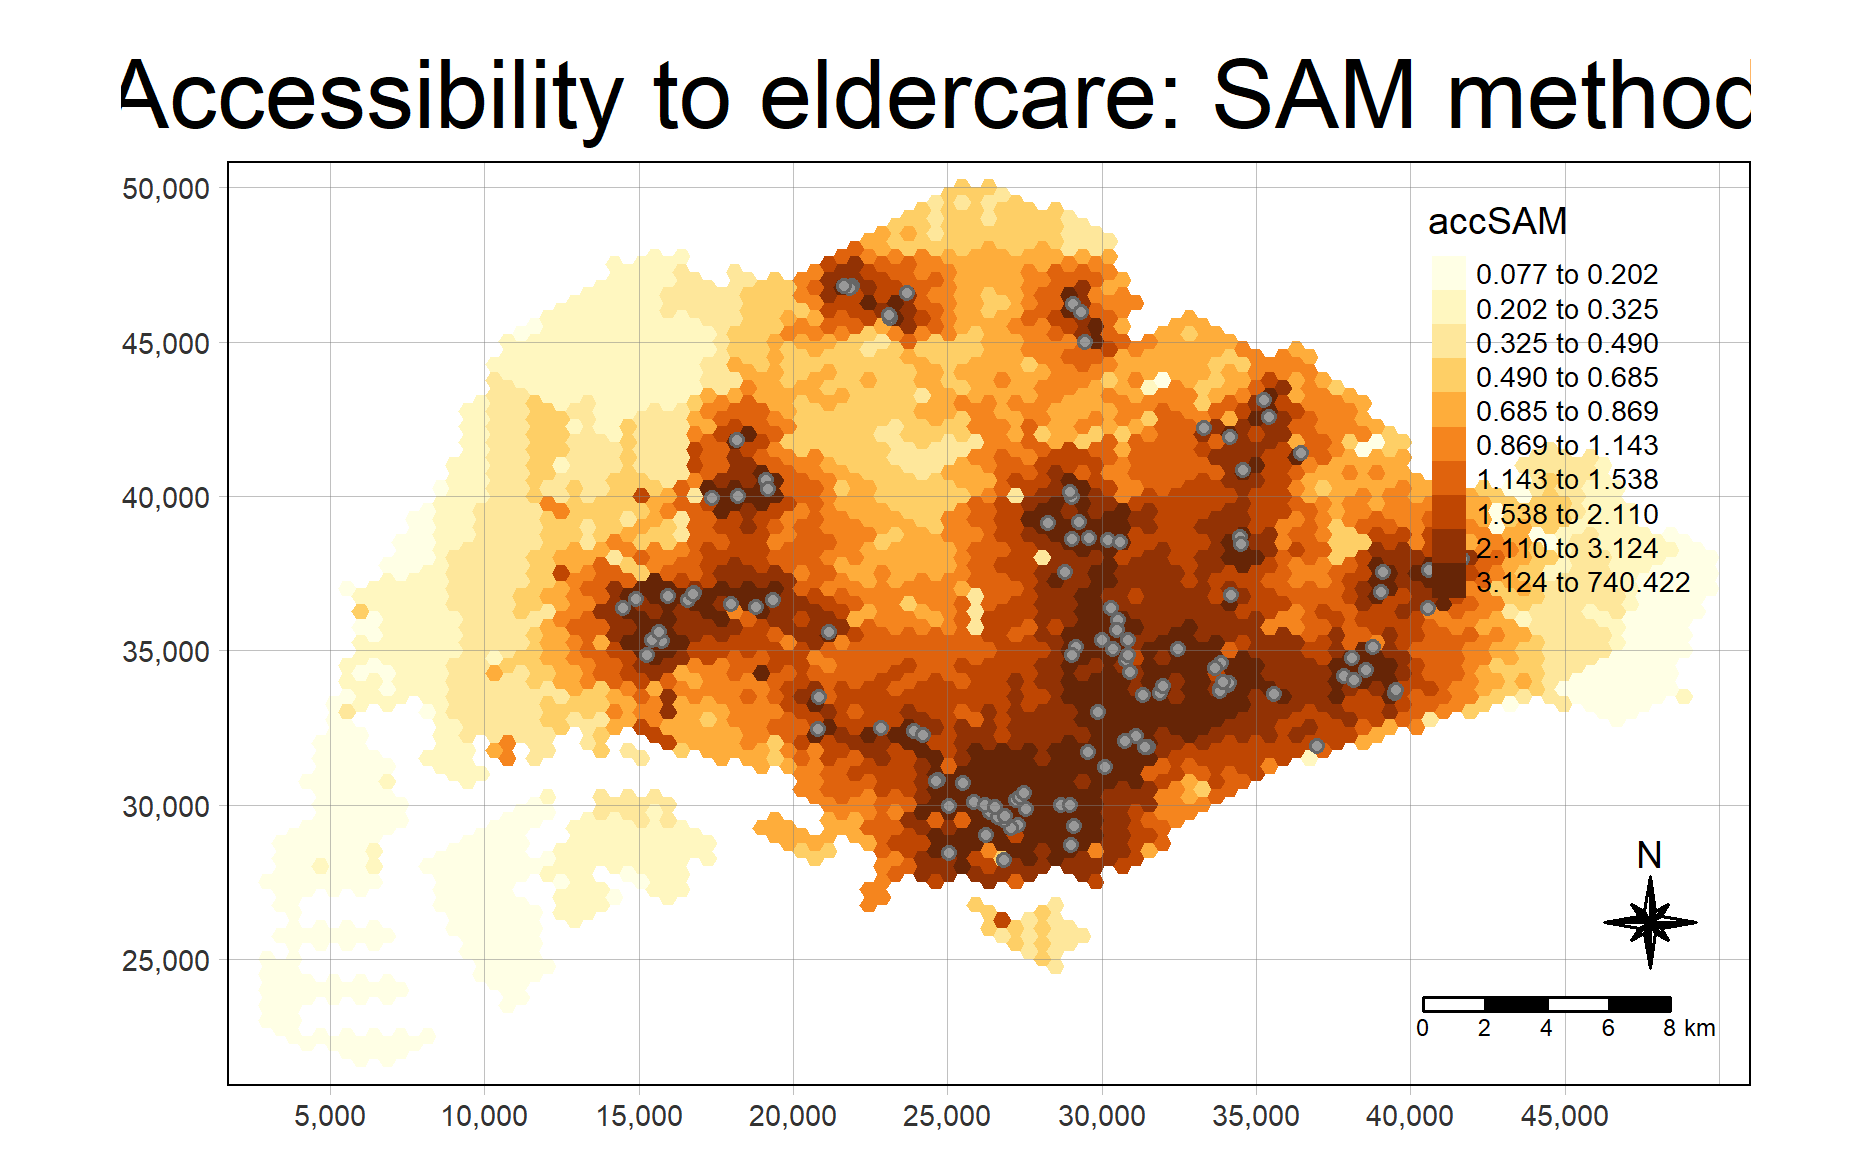 Accessibility to eldercare: SAM method
50,000
45,000
40,000
35,000
30,000
25,000
accSAM
0.077 to 0.202
0.202 to 0.325
0.325 to 0.490
0.490 to 0.685
0.685 to 0.869
0.869 to 1.143
1.143 to 1.538
1.538 to 2.110
2.110 to 3.124
3.124 to 740.422
N
0 2 4 6 8 km
5,000 10,000 15,000 20,000 25,000 30,000 35,000 40,000 45,000